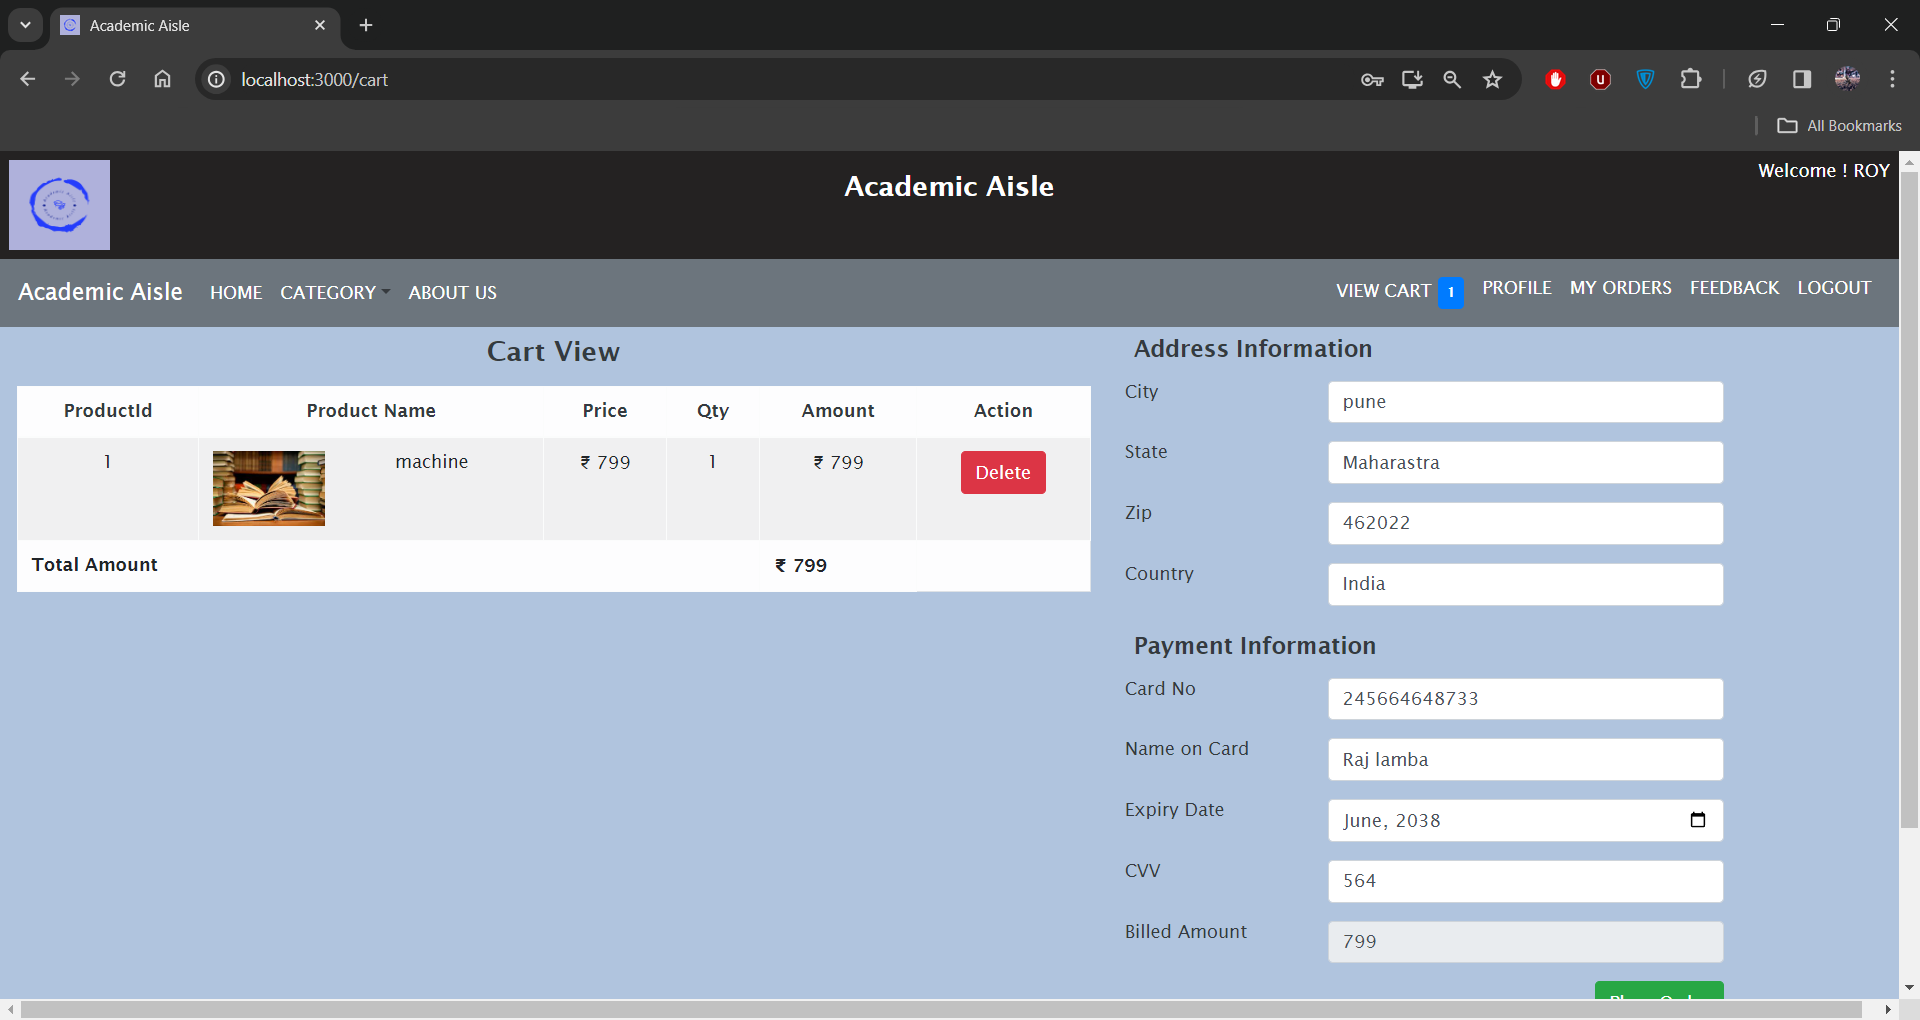 Academic Aisle
localhost:3000/cart
All Bookmarks
Academic Aisle
Welcome ! ROY
Academic Aisle HOME CATEGORY ABOUT US VIEW CART 1 PROFILE MY ORDERS FEEDBACK LOGOUT
Cart View
ProductId Product Name Price Qty Amount Action
1 machine ₹ 799 1 ₹ 799 Delete
Total Amount ₹ 799
Address Information
City pune
State Maharastra
Zip 462022
Country India
Payment Information
Card No 245664648733
Name on Card Raj lamba
Expiry Date June, 2038
CVV 564
Billed Amount 799